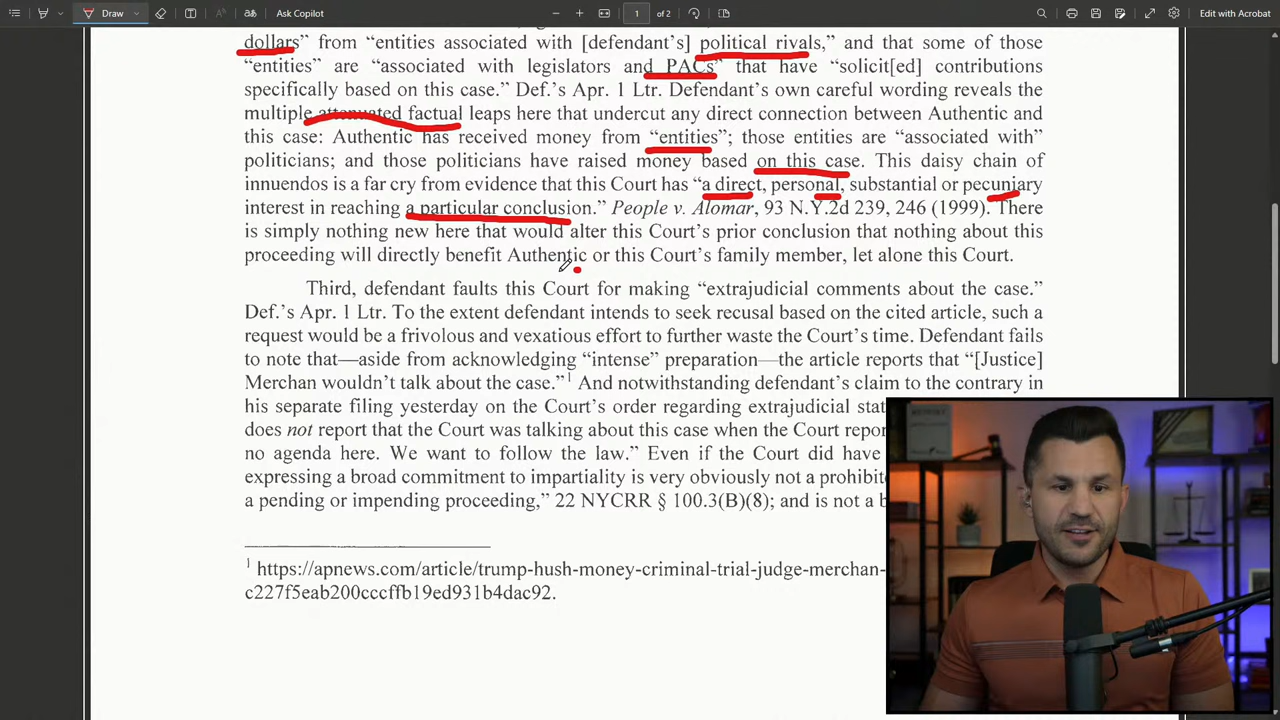 Draw
Ask Copilot
1 of 2
Edit with Acrobat
dollars” from “entities associated with [defendant’s] political rivals,” and that some of those
“entities” are “associated with legislators and PACs” that have “solicit[ed] contributions
specifically based on this case.” Def.’s Apr. 1 Ltr. Defendant’s own careful wording reveals the
multiple attenuated factual leaps here that undercut any direct connection between Authentic and
this case: Authentic has received money from “entities”; those entities are “associated with”
politicians; and those politicians have raised money based on this case. This daisy chain of
innuendos is a far cry from evidence that this Court has “a direct, personal, substantial or pecuniary
interest in reaching a particular conclusion.” People v. Alomar, 93 N.Y.2d 239, 246 (1999). There
is simply nothing new here that would alter this Court’s prior conclusion that nothing about this
proceeding will directly benefit Authentic or this Court’s family member, let alone this Court.
Third, defendant faults this Court for making “extrajudicial comments about the case.”
Def.’s Apr. 1 Ltr. To the extent defendant intends to seek recusal based on the cited article, such a
request would be a frivolous and vexatious effort to further waste the Court’s time. Defendant fails
to note that—aside from acknowledging “intense” preparation—the article reports that “[Justice]
Merchan wouldn’t talk about the case.”1 And notwithstanding defendant’s claim to the contrary in
his separate filing yesterday on the Court’s order regarding extrajudicial stat
does not report that the Court was talking about this case when the Court repor
no agenda here. We want to follow the law.” Even if the Court did have
expressing a broad commitment to impartiality is very obviously not a prohibite
a pending or impending proceeding,” 22 NYCRR § 100.3(B)(8); and is not a b
1 https://apnews.com/article/trump-hush-money-criminal-trial-judge-merchan-
c227f5eab200cccffb19ed931b4dac92.